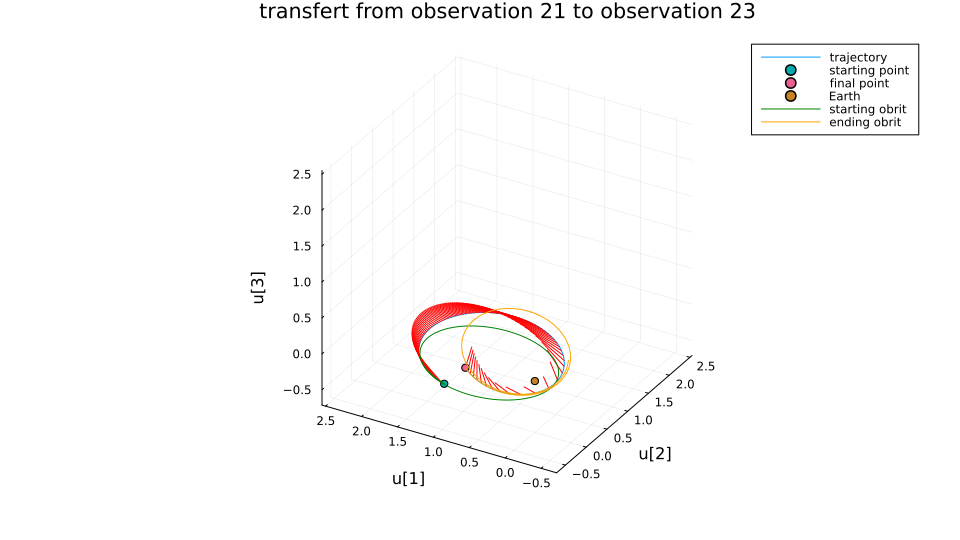 transfert from observation 21 to observation 23
trajectory
starting point
final point
Earth
starting obrit
ending obrit
2.5
2.0
1.5
1.0
0.5
0.0
−0.5
u[3]
2.5
2.0
1.5
1.0
0.5
0.0
−0.5
u[1]
2.5
2.0
1.5
1.0
0.5
0.0
−0.5
u[2]